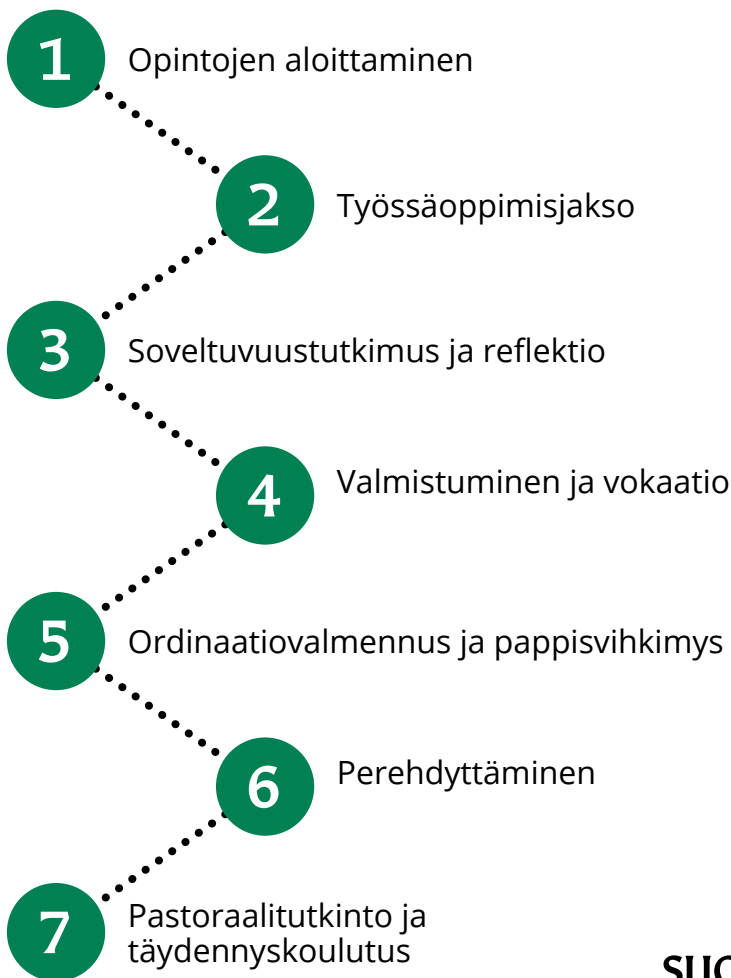 1
Opintojen aloittaminen
2
Työssäoppimisjakso
3
Soveltuvuustutkimus ja reflektio
4
Valmistuminen ja vokaatio
5
Ordinaatiovalmennus ja pappisvihkimys
6
Perehdyttäminen
7
Pastoraalitutkinto ja
täydennyskoulutus